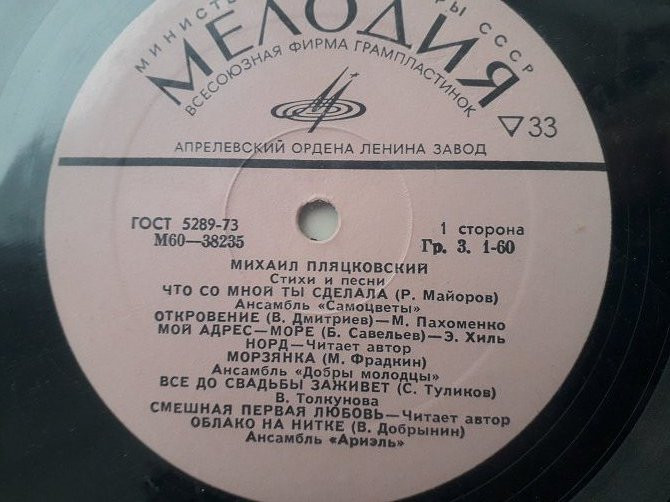 МИНИСТ РЫ СССР
МЕЛОДИЯ
ВСЕСОЮЗНАЯ ФИРМА ГРАМПЛАСТИНОК
33
АПРЕЛЕВСКИЙ ОРДЕНА ЛЕНИНА ЗАВОД
ГОСТ 5289-73
1 сторона
М60—38235
Гр. 3. 1-60
МИХАИЛ ПЛЯЦКОВСКИЙ
Стихи и песни
ЧТО СО МНОЙ ТЫ СДЕЛАЛА (Р. Майоров)
Ансамбль «Самоцветы»
ОТКРОВЕНИЕ (В. Дмитриев)—М. Пахоменко
МОЙ АДРЕС—МОРЕ (Б. Савельев)—Э. Хиль
НОРД—Читает автор
МОРЗЯНКА (М. Фрадкин)
Ансамбль «Добры молодцы»
ВСЕ ДО СВАДЬБЫ ЗАЖИВЕТ (С. Туликов)
В. Толкунова
СМЕШНАЯ ПЕРВАЯ ЛЮБОВЬ—Читает автор
ОБЛАКО НА НИТКЕ (В. Добрынин)
Ансамбль «Ариэль»